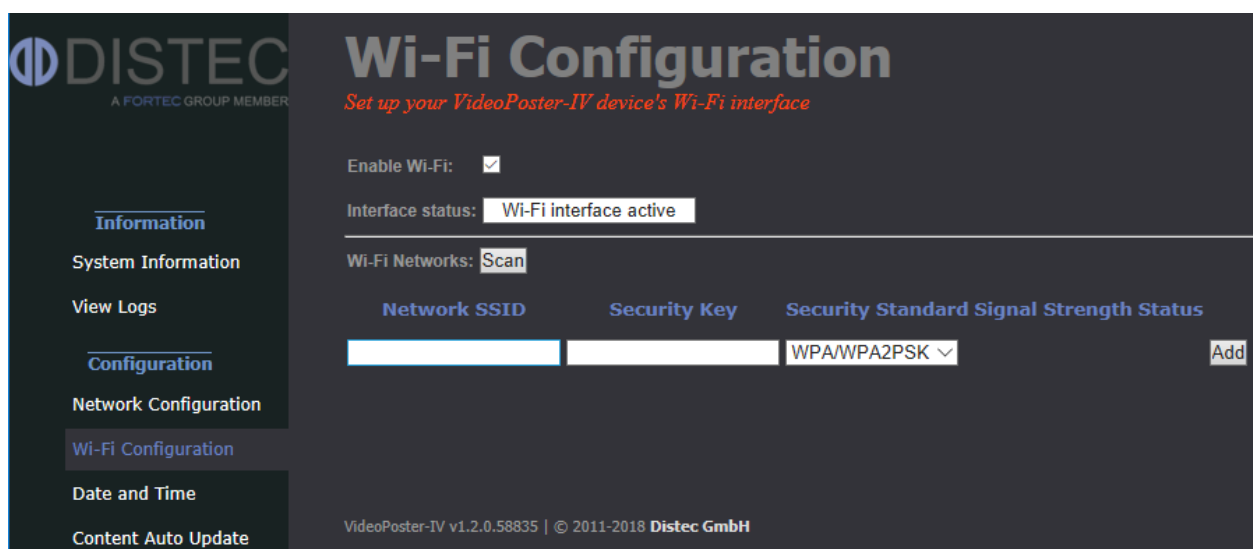 DISTEC
A FORTEC GROUP MEMBER
Information
System Information
View Logs
Configuration
Network Configuration
Wi-Fi Configuration
Date and Time
Content Auto Update
Wi-Fi Configuration
Set up your VideoPoster-IV device's Wi-Fi interface
Enable Wi-Fi:
Interface status: Wi-Fi interface active
Wi-Fi Networks: Scan
Network SSID Security Key Security Standard Signal Strength Status
WPA/WPA2PSK Add
VideoPoster-IV v1.2.0.58835 | © 2011-2018 Distec GmbH